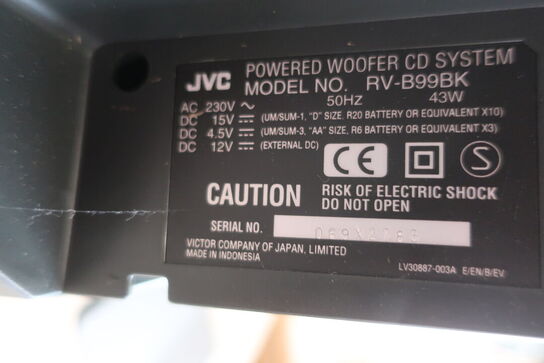 JVC POWERED WOOFER CD SYSTEM
MODEL NO. RV-B99BK
AC 230V ~ 50HZ 43W
DC 15V ⎓ (UM/SUM-1, "D" SIZE, R20 BATTERY OR EQUIVALENT X10)
DC 4.5V ⎓ (UM/SUM-3, "AA" SIZE, R6 BATTERY OR EQUIVALENT X3)
DC 12V ⎓ (EXTERNAL DC)
CE S
CAUTION RISK OF ELECTRIC SHOCK
DO NOT OPEN
SERIAL NO.
VICTOR COMPANY OF JAPAN, LIMITED
MADE IN INDONESIA
LV30887-003A E/EN/B/EV